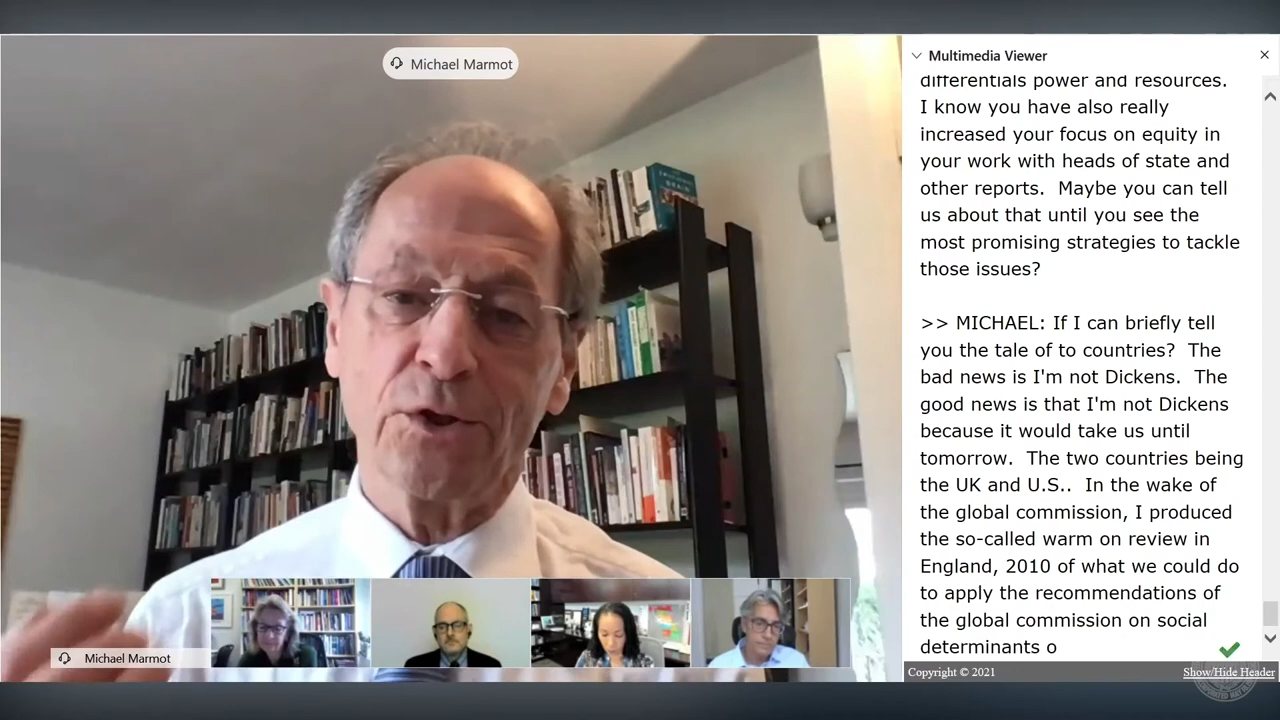 Michael Marmot
Michael Marmot
Multimedia Viewer
differentials power and resources.
I know you have also really
increased your focus on equity in
your work with heads of state and
other reports. Maybe you can tell
us about that until you see the
most promising strategies to tackle
those issues?
>> MICHAEL: If I can briefly tell
you the tale of to countries? The
bad news is I'm not Dickens. The
good news is that I'm not Dickens
because it would take us until
tomorrow. The two countries being
the UK and U.S.. In the wake of
the global commission, I produced
the so-called warm on review in
England, 2010 of what we could do
to apply the recommendations of
the global commission on social
determinants o
Copyright © 2021
Show/Hide Header